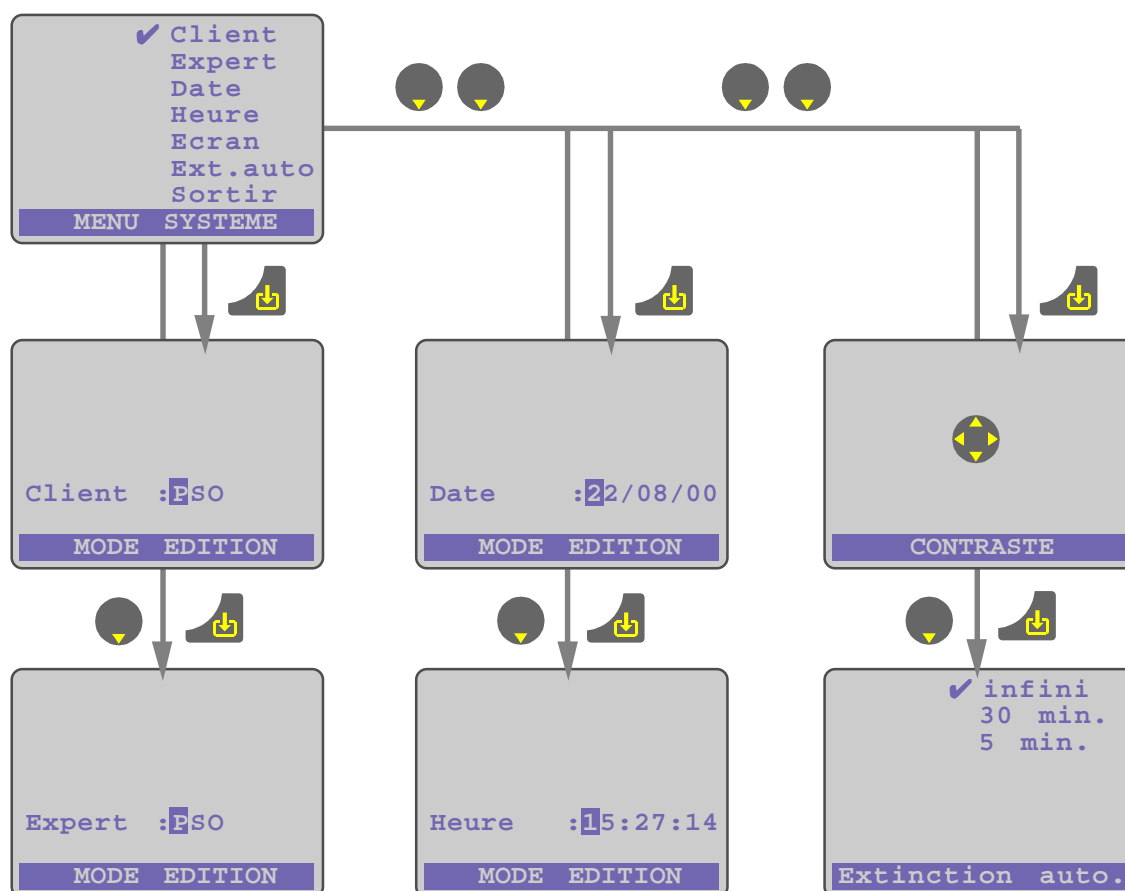 ✔ Client
Expert
Date
Heure
Ecran
Ext.auto
Sortir
MENU SYSTEME
Client :PSO
MODE EDITION
Date :22/08/00
MODE EDITION
CONTRASTE
Expert :PSO
MODE EDITION
Heure :15:27:14
MODE EDITION
✔ infini
30 min.
5 min.
Extinction auto.